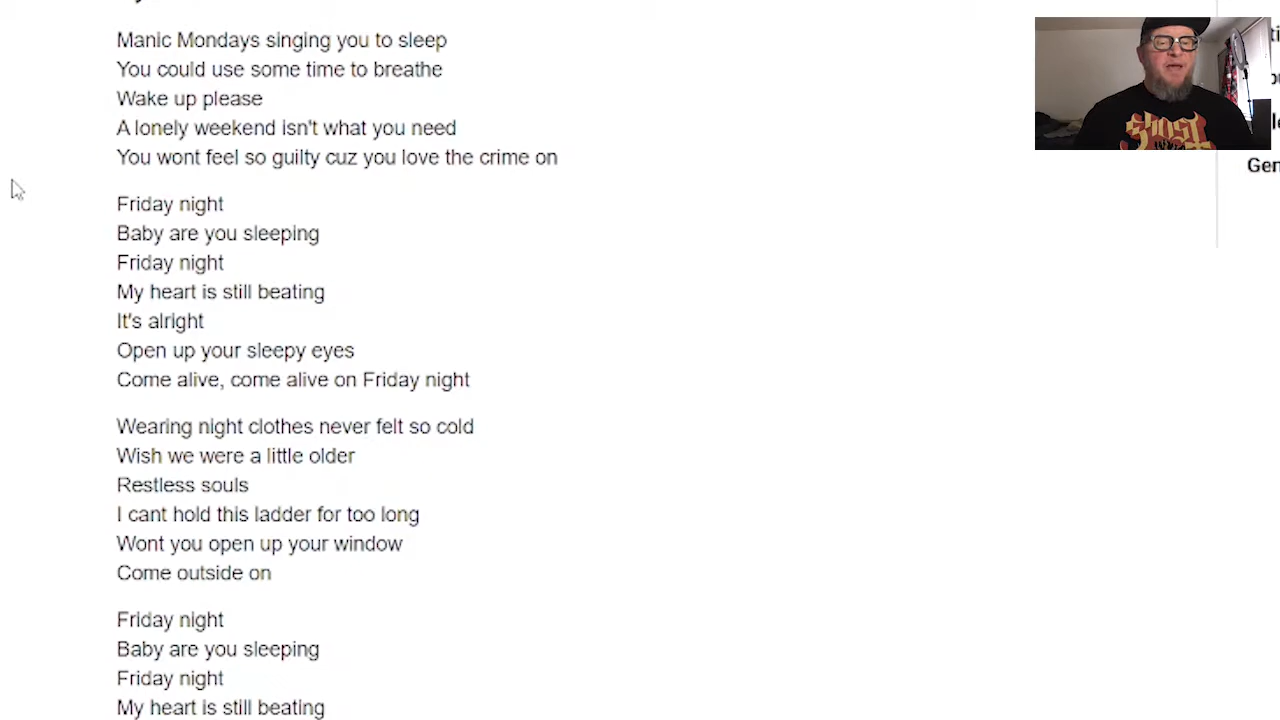 Manic Mondays singing you to sleep
You could use some time to breathe
Wake up please
A lonely weekend isn't what you need
You wont feel so guilty cuz you love the crime on
Friday night
Baby are you sleeping
Friday night
My heart is still beating
It's alright
Open up your sleepy eyes
Come alive, come alive on Friday night
Wearing night clothes never felt so cold
Wish we were a little older
Restless souls
I cant hold this ladder for too long
Wont you open up your window
Come outside on
Friday night
Baby are you sleeping
Friday night
My heart is still beating
Ghost
Gen